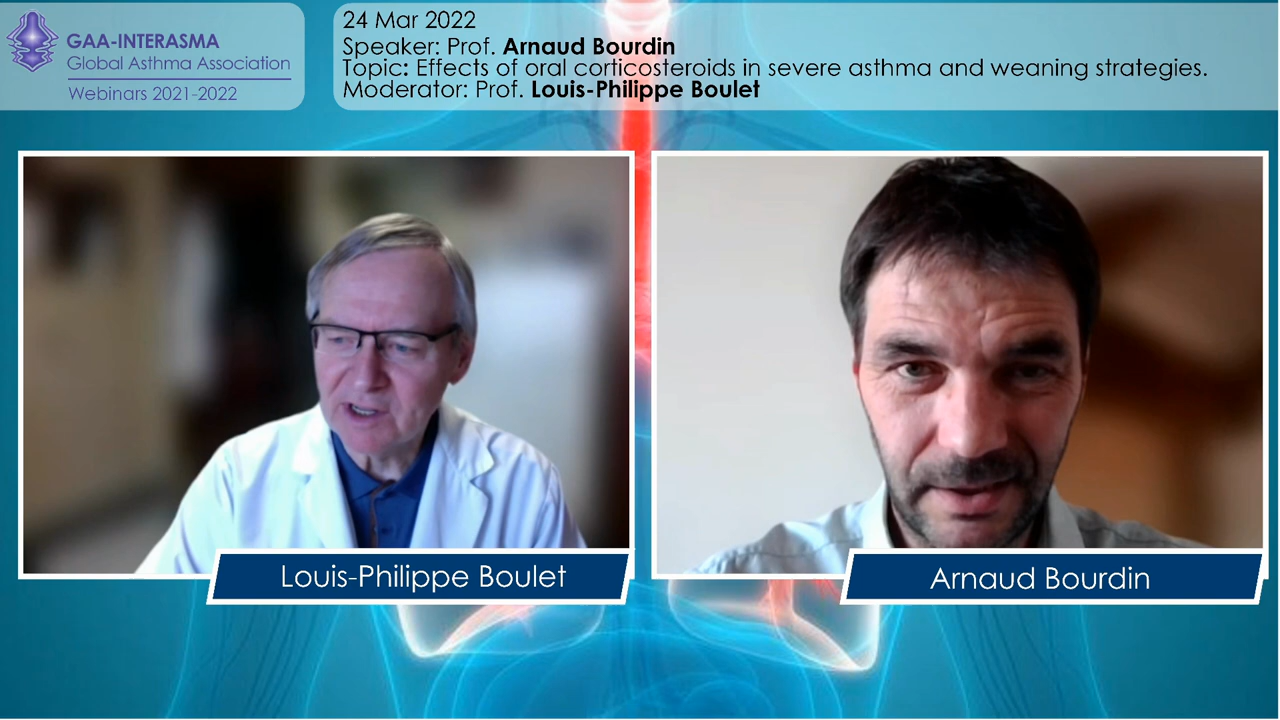 GAA-INTERASMA
Global Asthma Association
Webinars 2021-2022
24 Mar 2022
Speaker: Prof. Arnaud Bourdin
Topic: Effects of oral corticosteroids in severe asthma and weaning strategies.
Moderator: Prof. Louis-Philippe Boulet
Louis-Philippe Boulet
Arnaud Bourdin